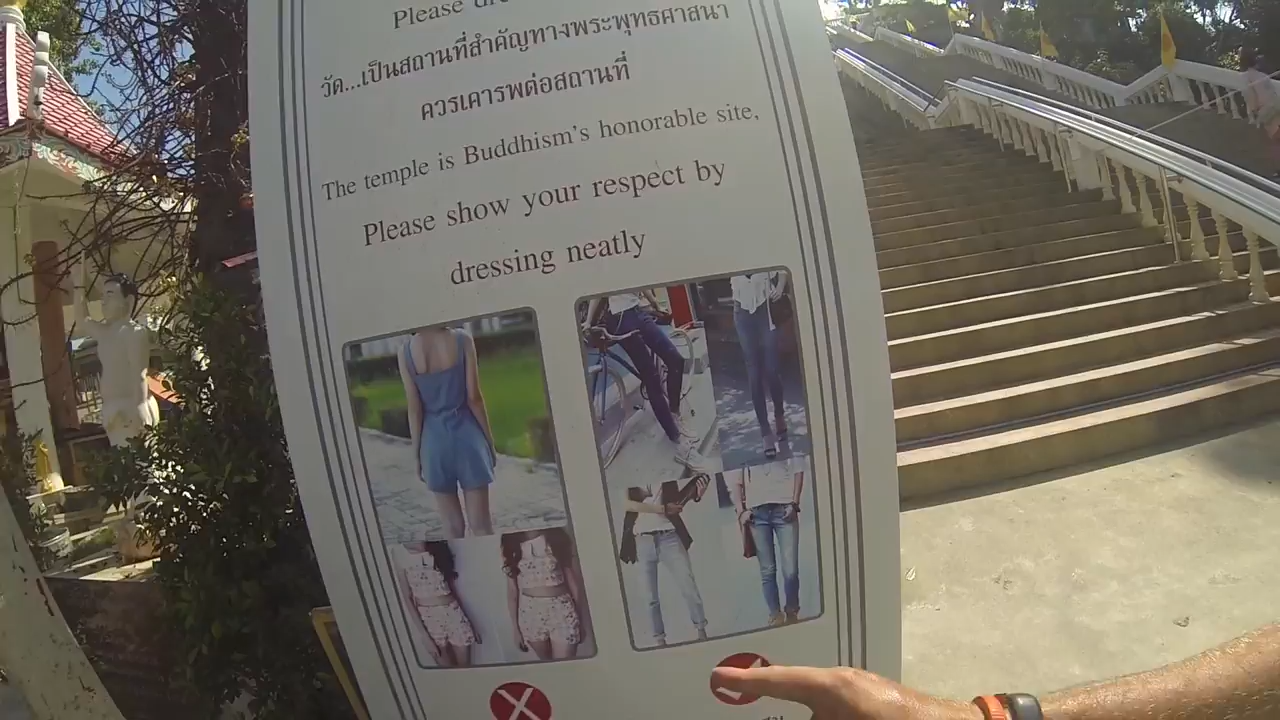 Please
วัด...เป็นสถานที่สำคัญทางพระพุทธศาสนา
ควรเคารพต่อสถานที่
The temple is Buddhism's honorable site,
Please show your respect by
dressing neatly